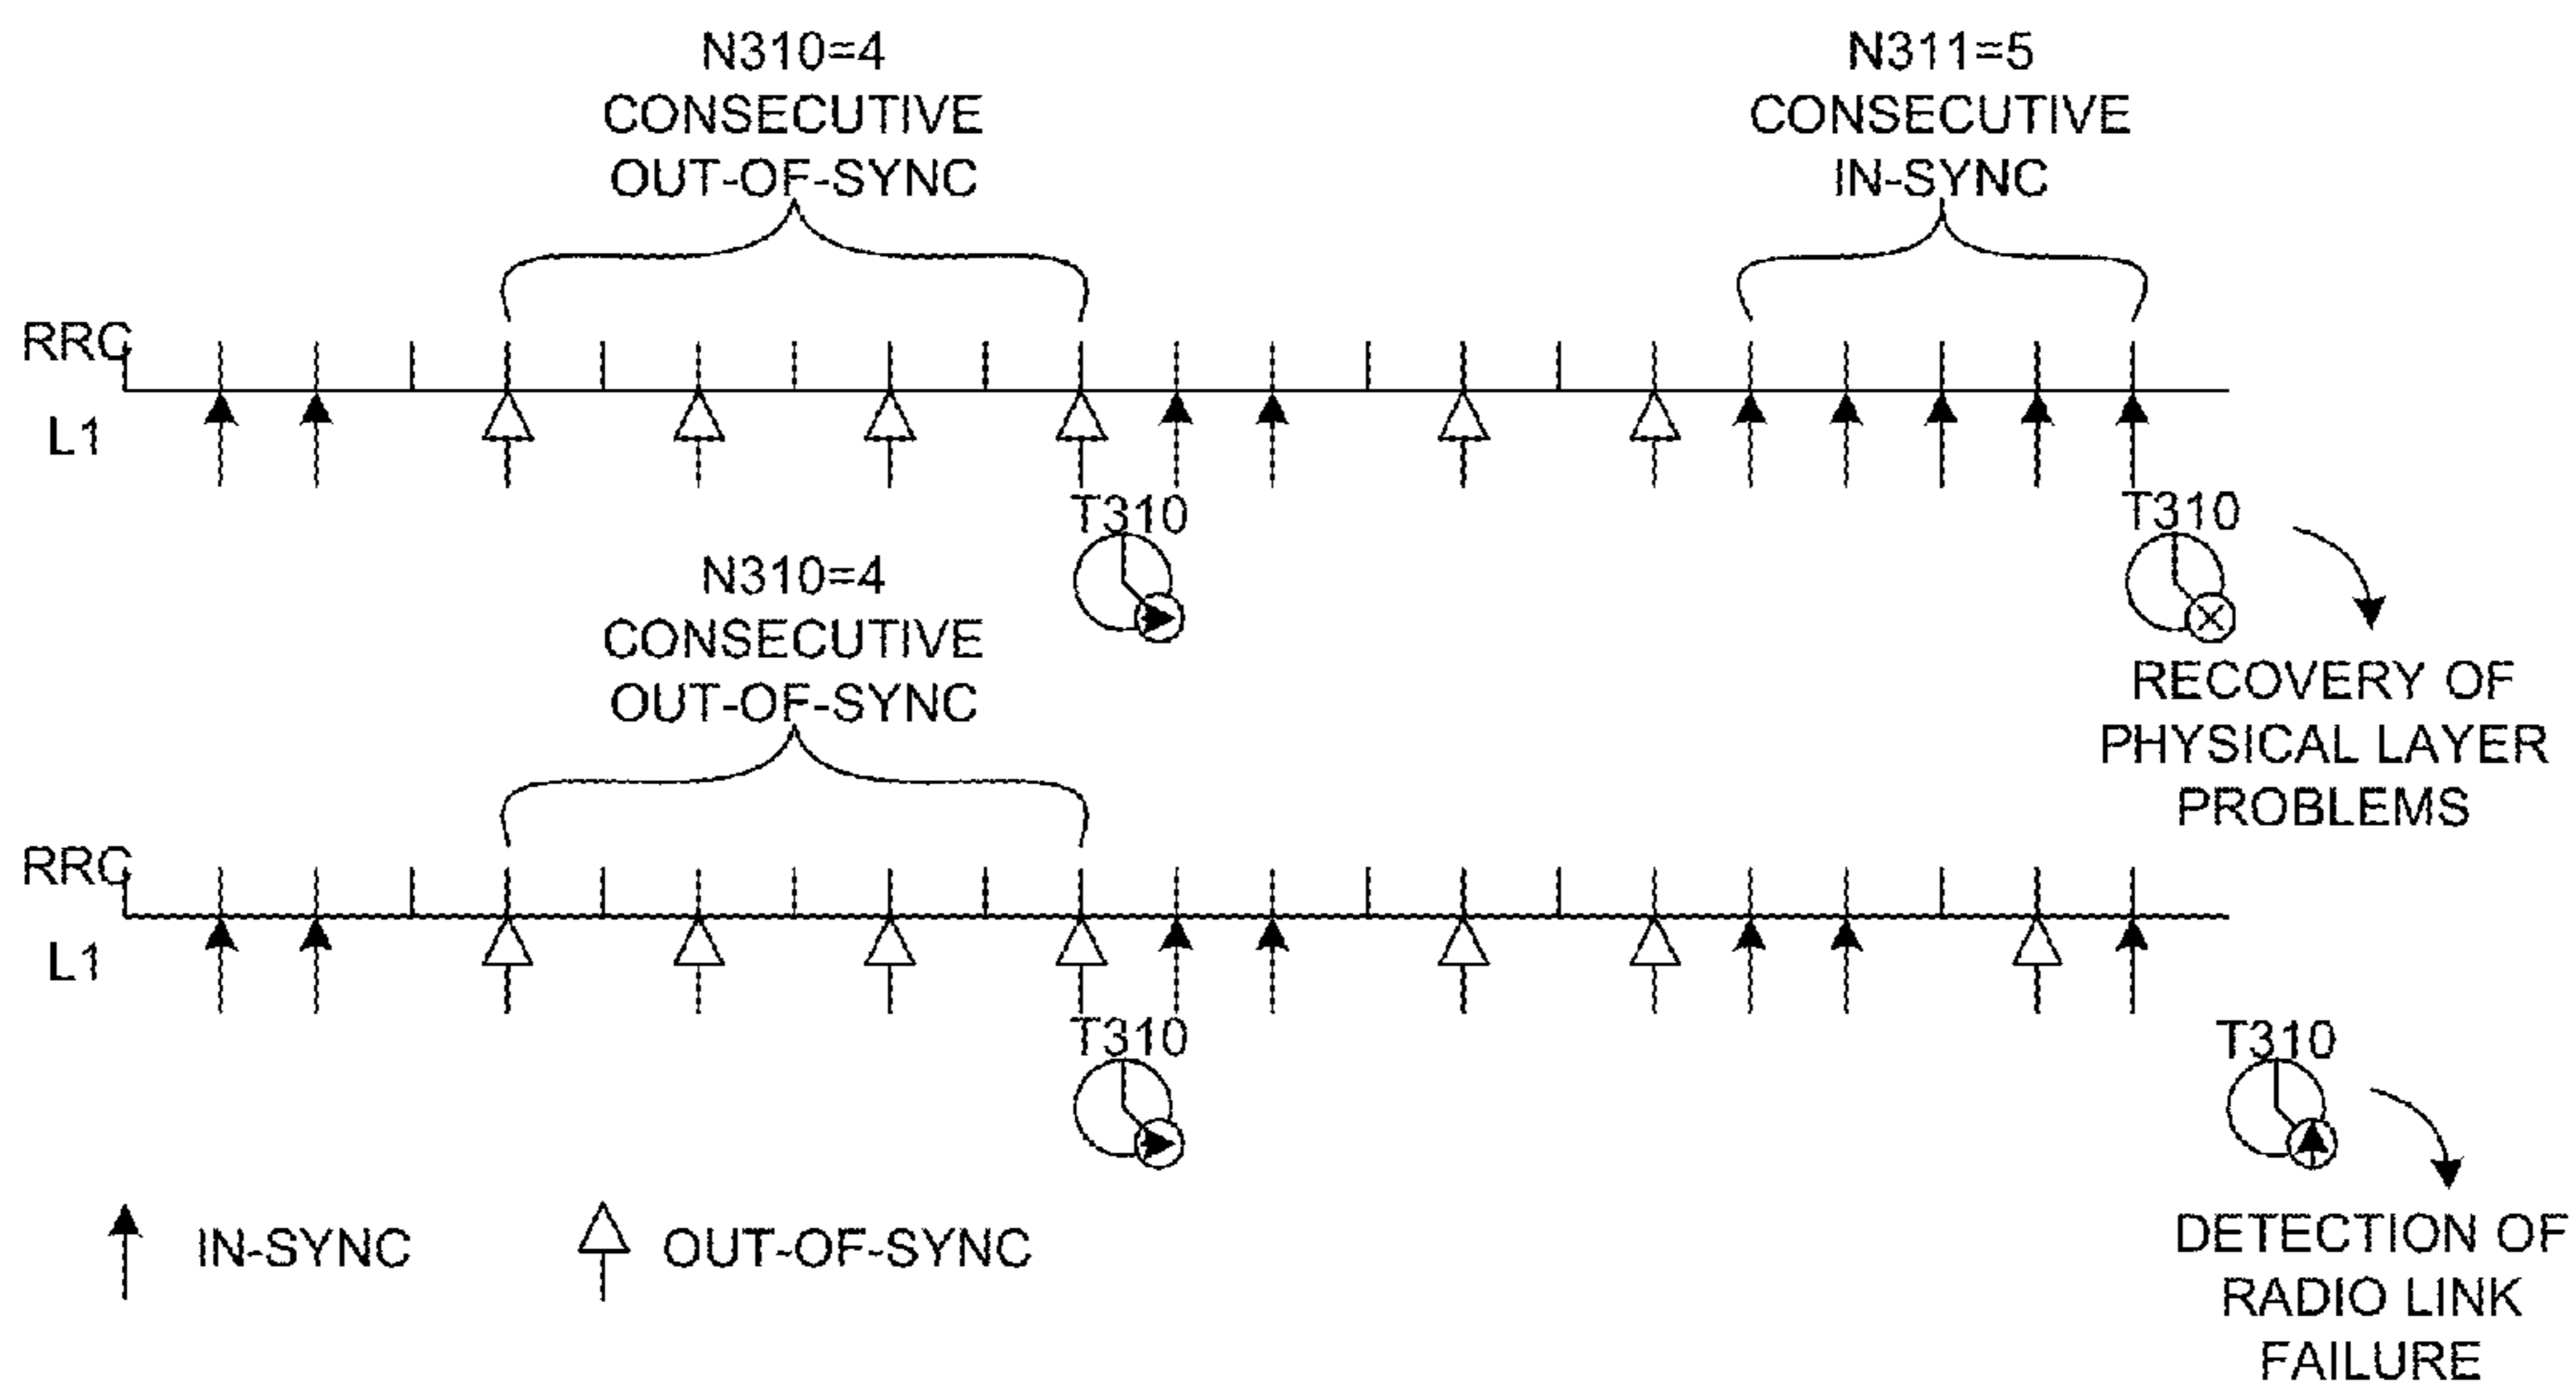 N310=4
CONSECUTIVE
OUT-OF-SYNC
N311=5
CONSECUTIVE
IN-SYNC
RRC
L1
T310
T310
N310=4
CONSECUTIVE
OUT-OF-SYNC
RECOVERY OF
PHYSICAL LAYER
PROBLEMS
RRC
L1
T310
T310
IN-SYNC
OUT-OF-SYNC
DETECTION OF
RADIO LINK
FAILURE